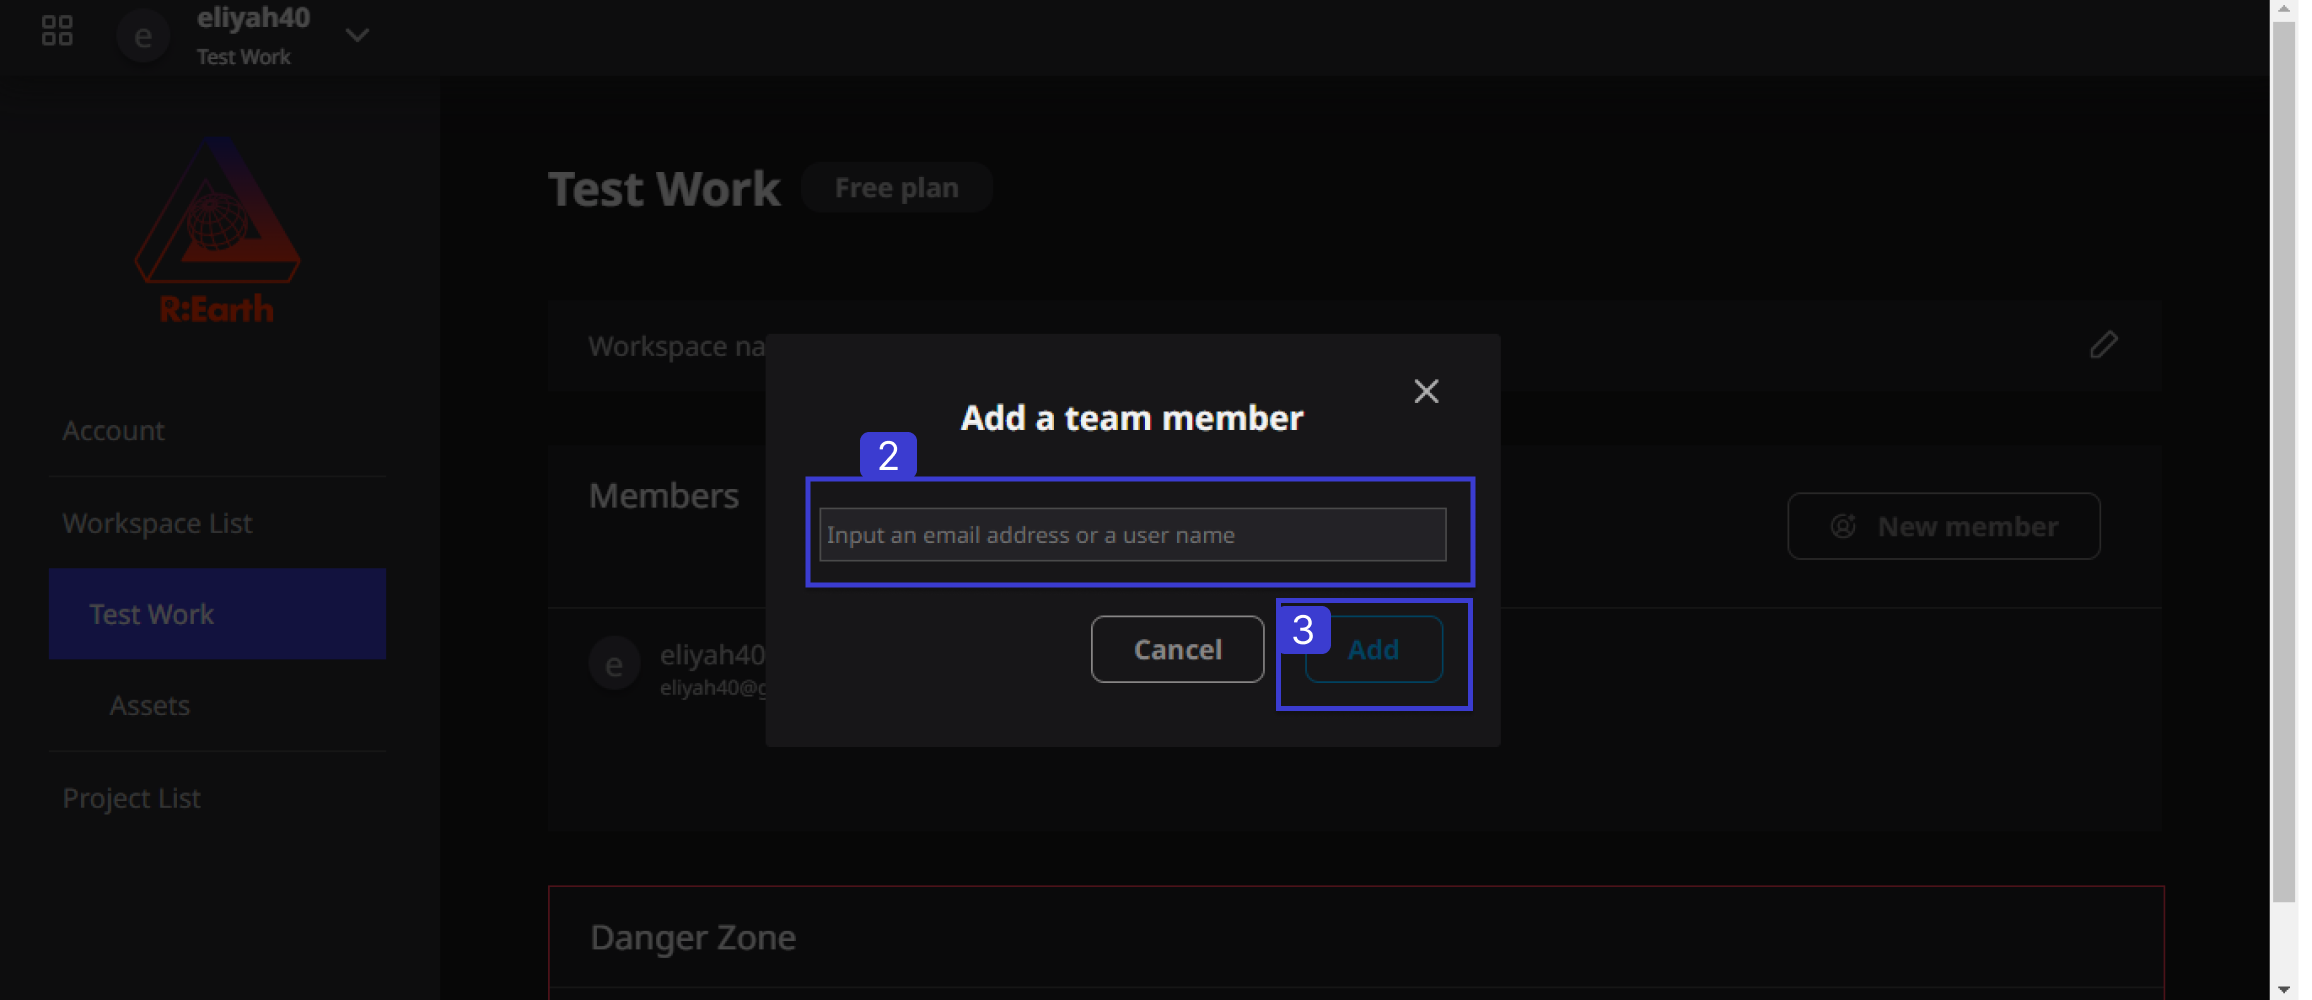 e
eliyah40
Test Work
R:Earth
Account
Workspace List
Test Work
Assets
Project List
Test Work
Free plan
Workspace na
Members
New member
e
eliyah40
eliyah40@g
Add a team member
2
Input an email address or a user name
Cancel
3
Add
Danger Zone